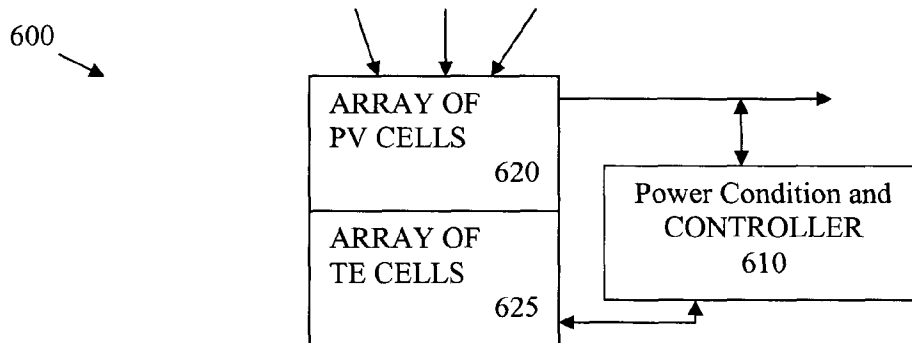 600
ARRAY OF
PV CELLS
620
Power Condition and
CONTROLLER
610
ARRAY OF
TE CELLS
625